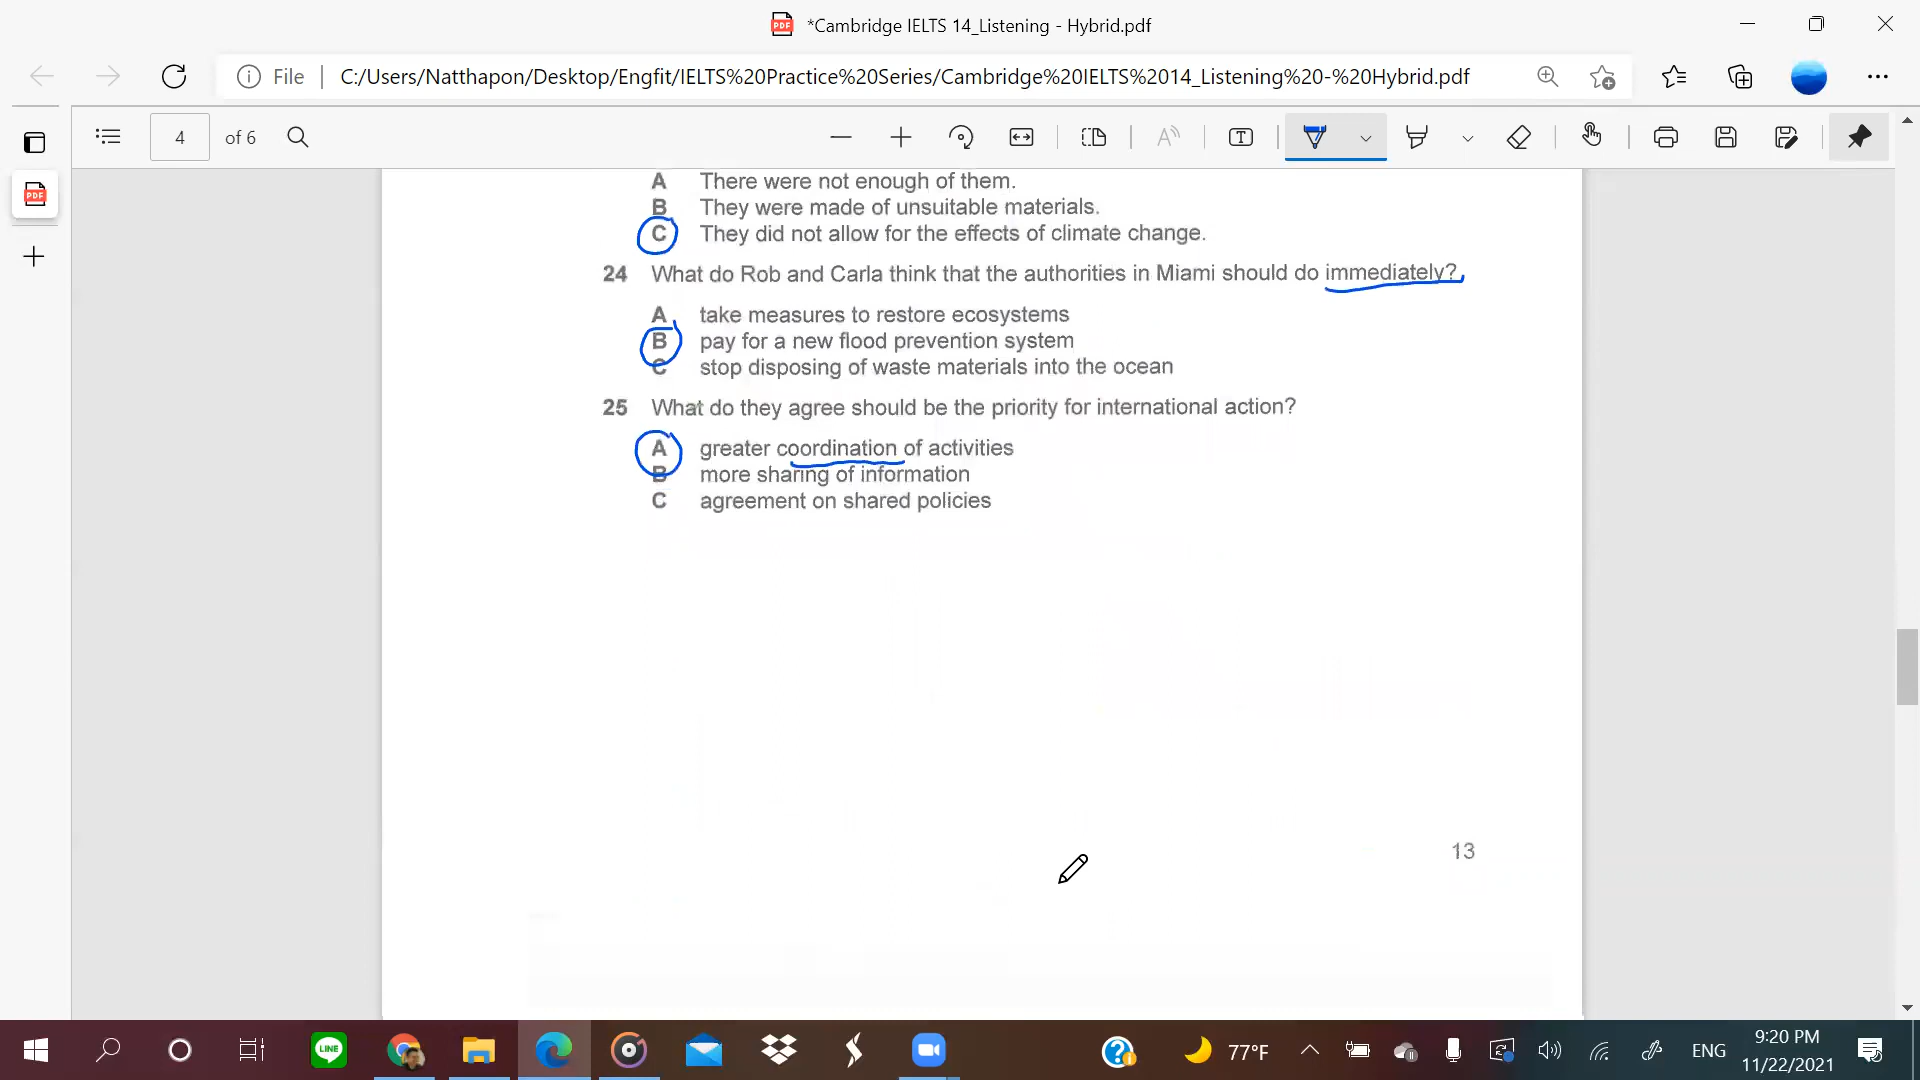 *Cambridge IELTS 14_Listening - Hybrid.pdf
File
C:/Users/Natthapon/Desktop/Engfit/IELTS%20Practice%20Series/Cambridge%20IELTS%2014_Listening%20-%20Hybrid.pdf
4 of 6
A There were not enough of them.
B They were made of unsuitable materials.
C They did not allow for the effects of climate change.
24 What do Rob and Carla think that the authorities in Miami should do immediately?
A take measures to restore ecosystems
B pay for a new flood prevention system
C stop disposing of waste materials into the ocean
25 What do they agree should be the priority for international action?
A greater coordination of activities
B more sharing of information
C agreement on shared policies
13
LINE
77°F
ENG
9:20 PM
11/22/2021